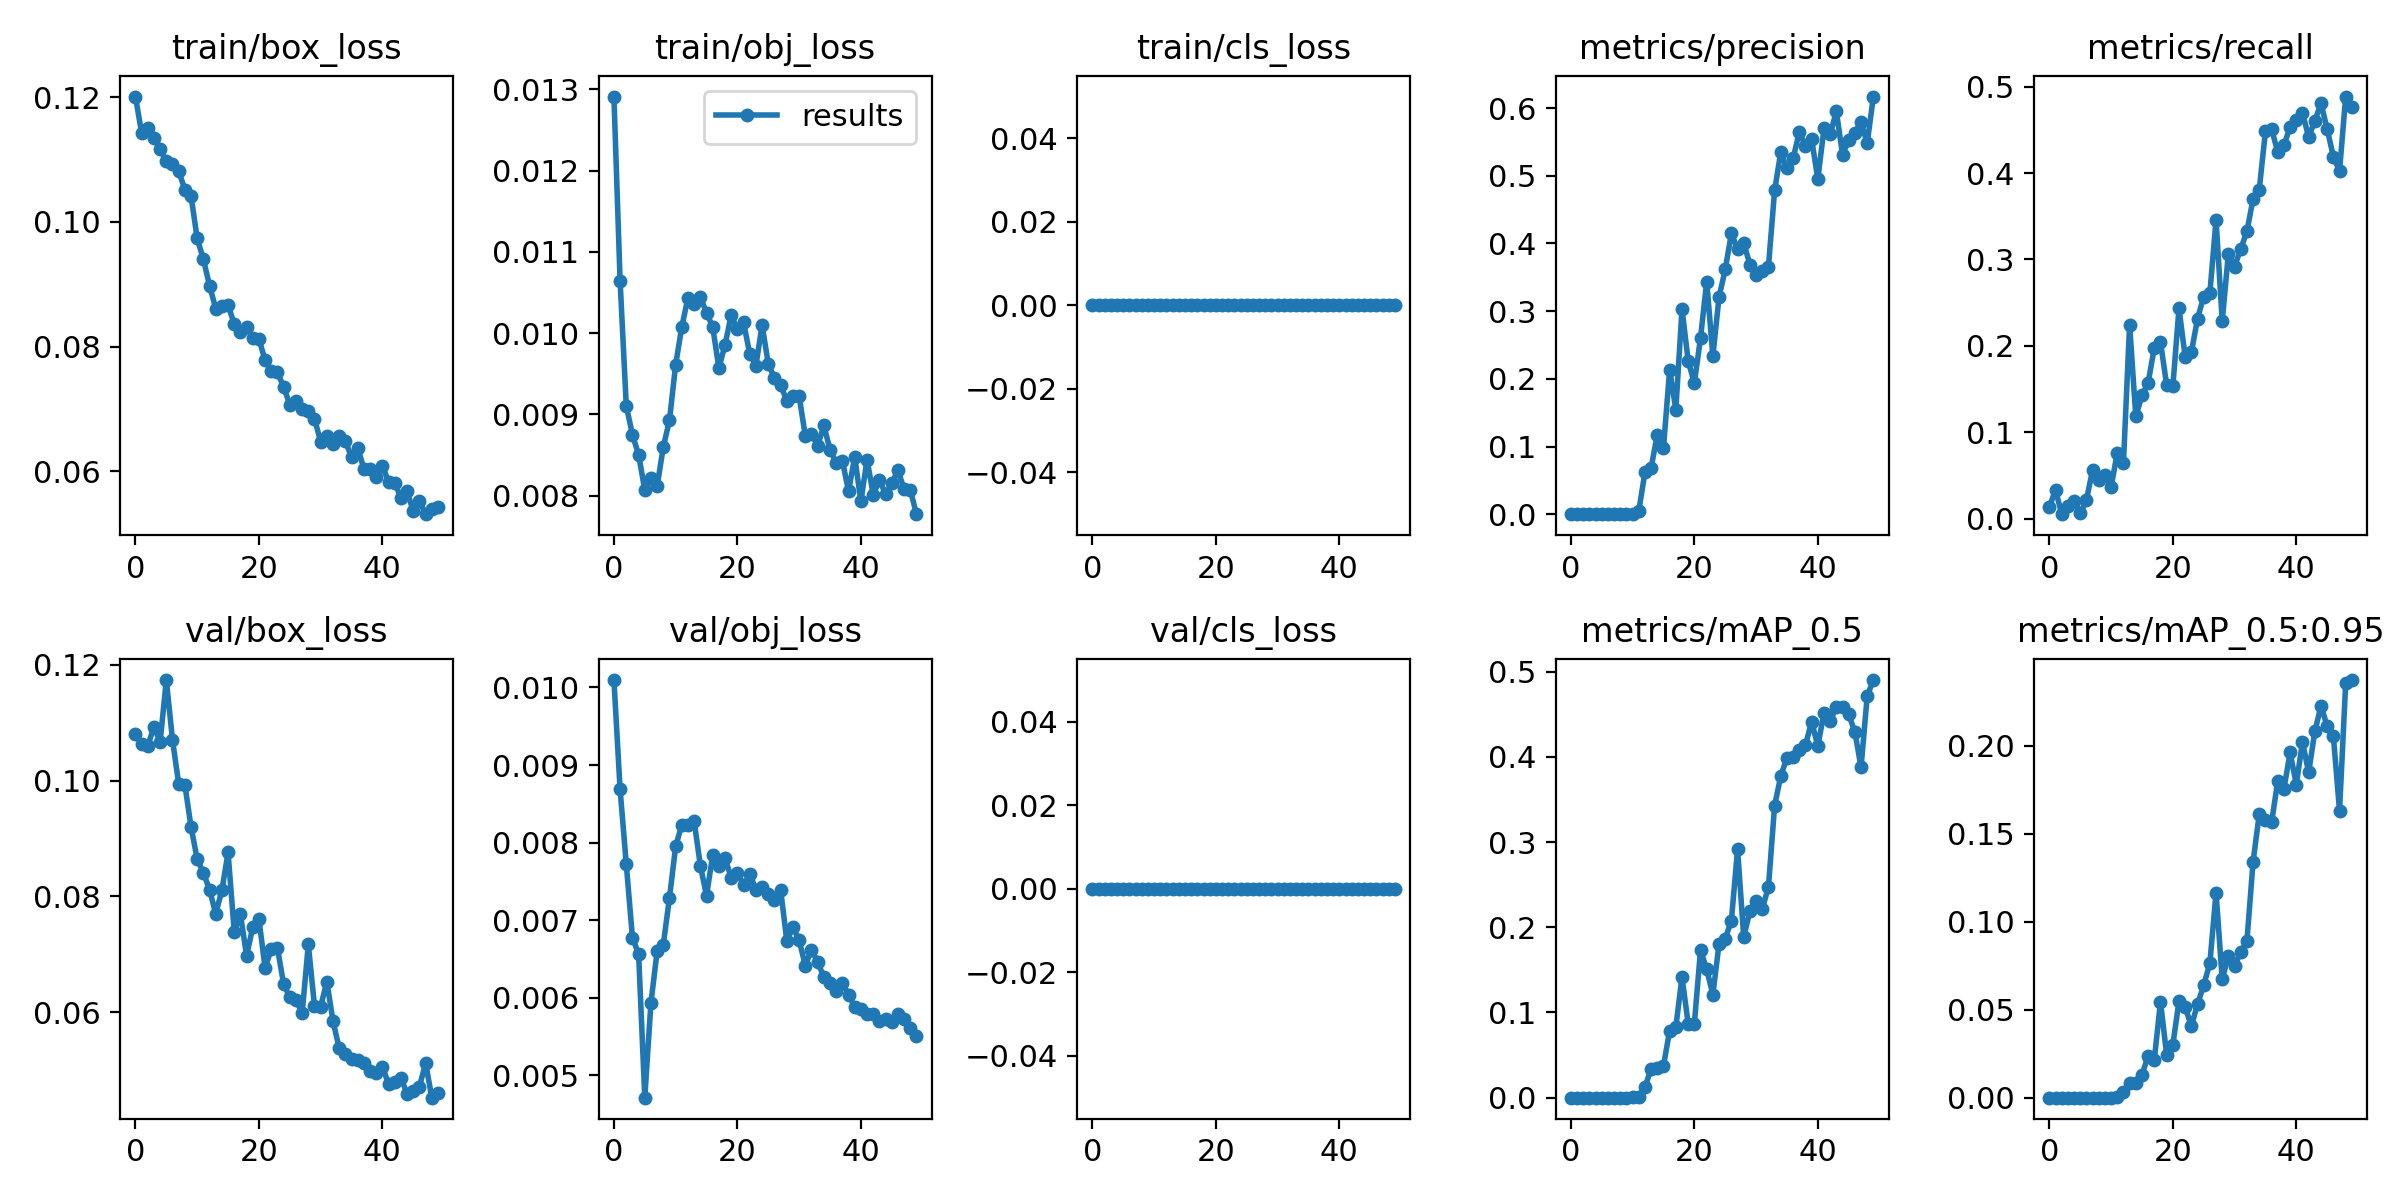 train/box_loss
0.12
0.10
0.08
0.06
0 20 40
train/obj_loss
results
0.013
0.012
0.011
0.010
0.009
0.008
0 20 40
train/cls_loss
0.04
0.02
0.00
−0.02
−0.04
0 20 40
metrics/precision
0.6
0.5
0.4
0.3
0.2
0.1
0.0
0 20 40
metrics/recall
0.5
0.4
0.3
0.2
0.1
0.0
0 20 40
val/box_loss
0.12
0.10
0.08
0.06
0 20 40
val/obj_loss
0.010
0.009
0.008
0.007
0.006
0.005
0 20 40
val/cls_loss
0.04
0.02
0.00
−0.02
−0.04
0 20 40
metrics/mAP_0.5
0.5
0.4
0.3
0.2
0.1
0.0
0 20 40
metrics/mAP_0.5:0.95
0.20
0.15
0.10
0.05
0.00
0 20 40